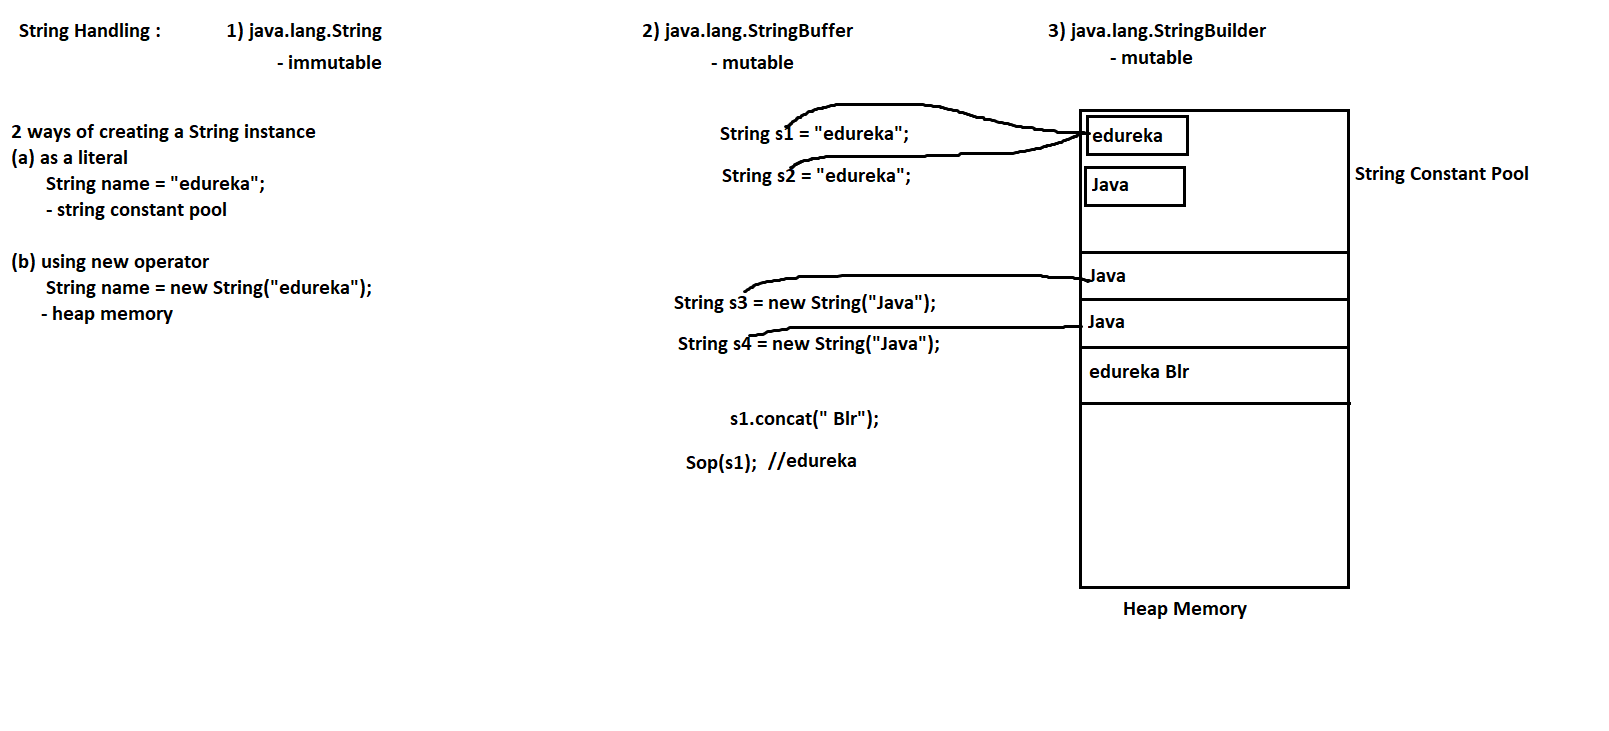 String Handling :
1) java.lang.String
- immutable
2) java.lang.StringBuffer
- mutable
3) java.lang.StringBuilder
- mutable
2 ways of creating a String instance
(a) as a literal
String name = "edureka";
- string constant pool
(b) using new operator
String name = new String("edureka");
- heap memory
String s1 = "edureka";
String s2 = "edureka";
String s3 = new String("Java");
String s4 = new String("Java");
s1.concat(" Blr");
Sop(s1); //edureka
edureka
Java
String Constant Pool
Java
Java
edureka Blr
Heap Memory